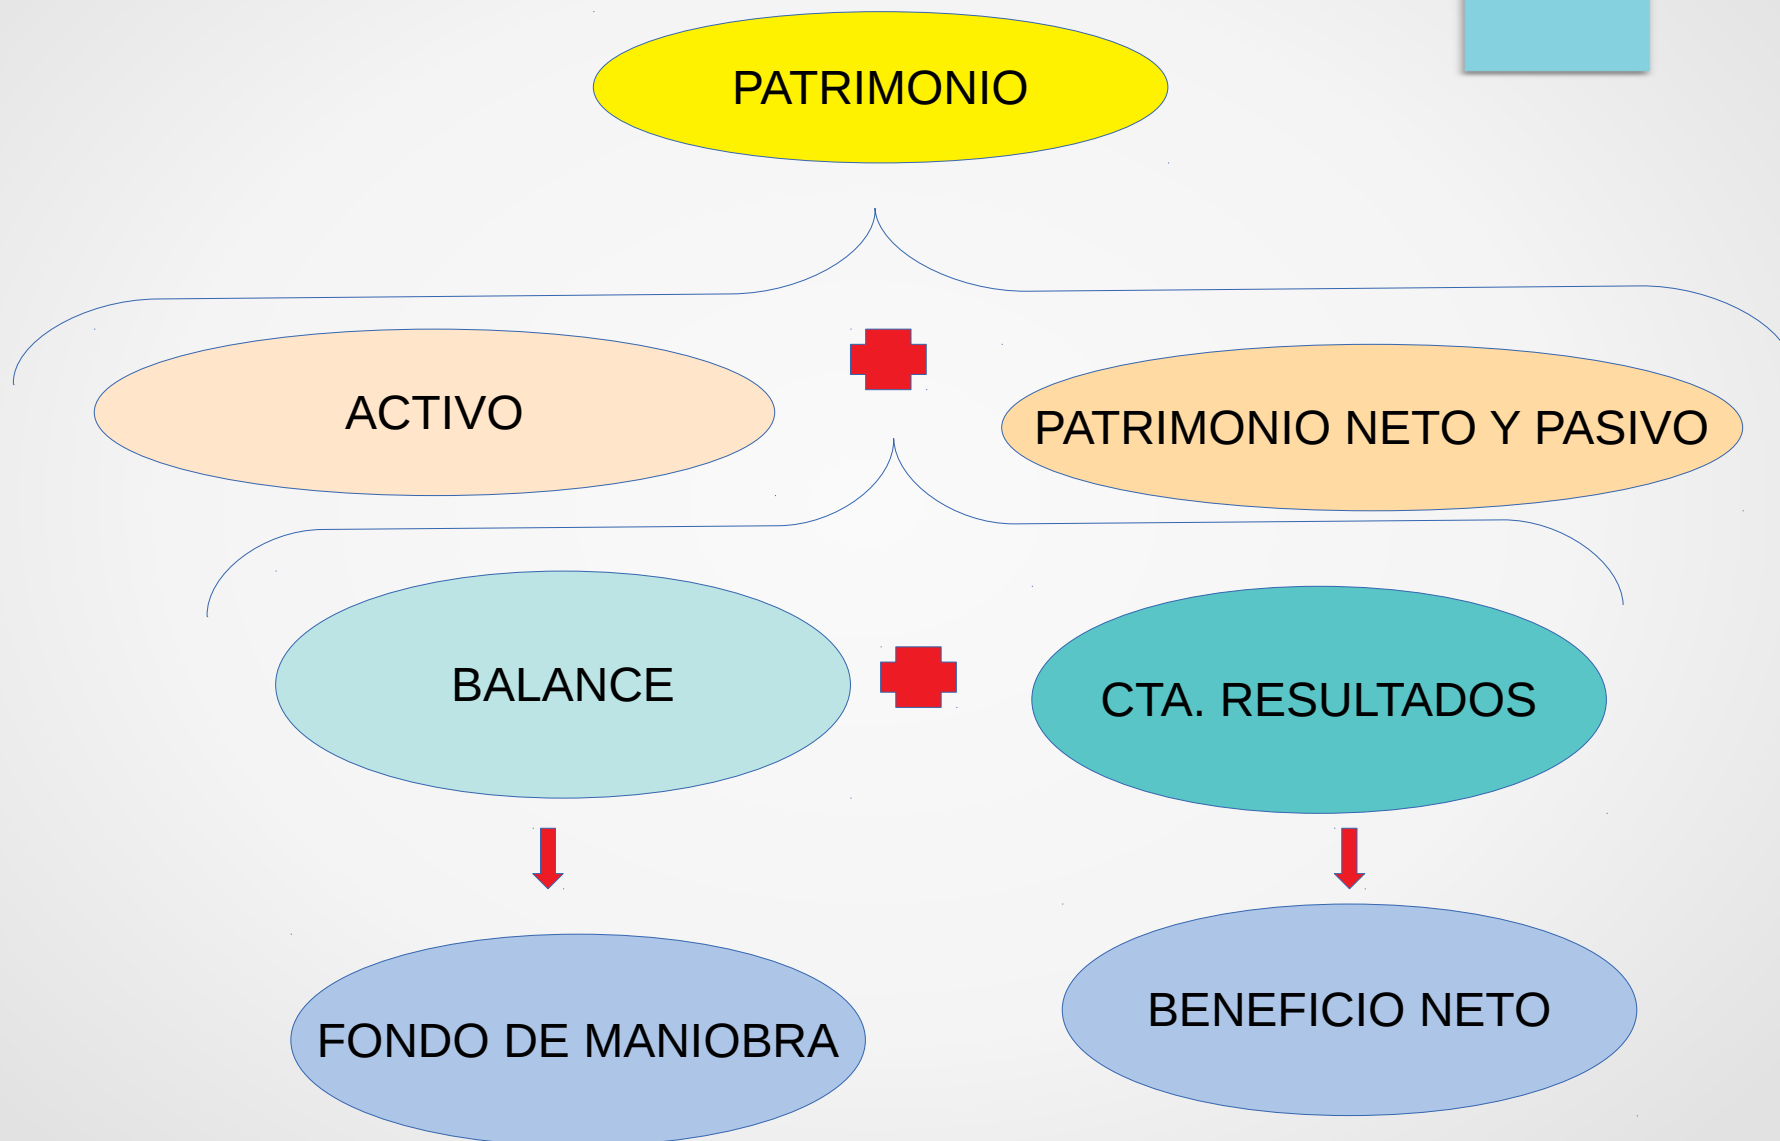 PATRIMONIO
ACTIVO
PATRIMONIO NETO Y PASIVO
BALANCE
CTA. RESULTADOS
FONDO DE MANIOBRA
BENEFICIO NETO